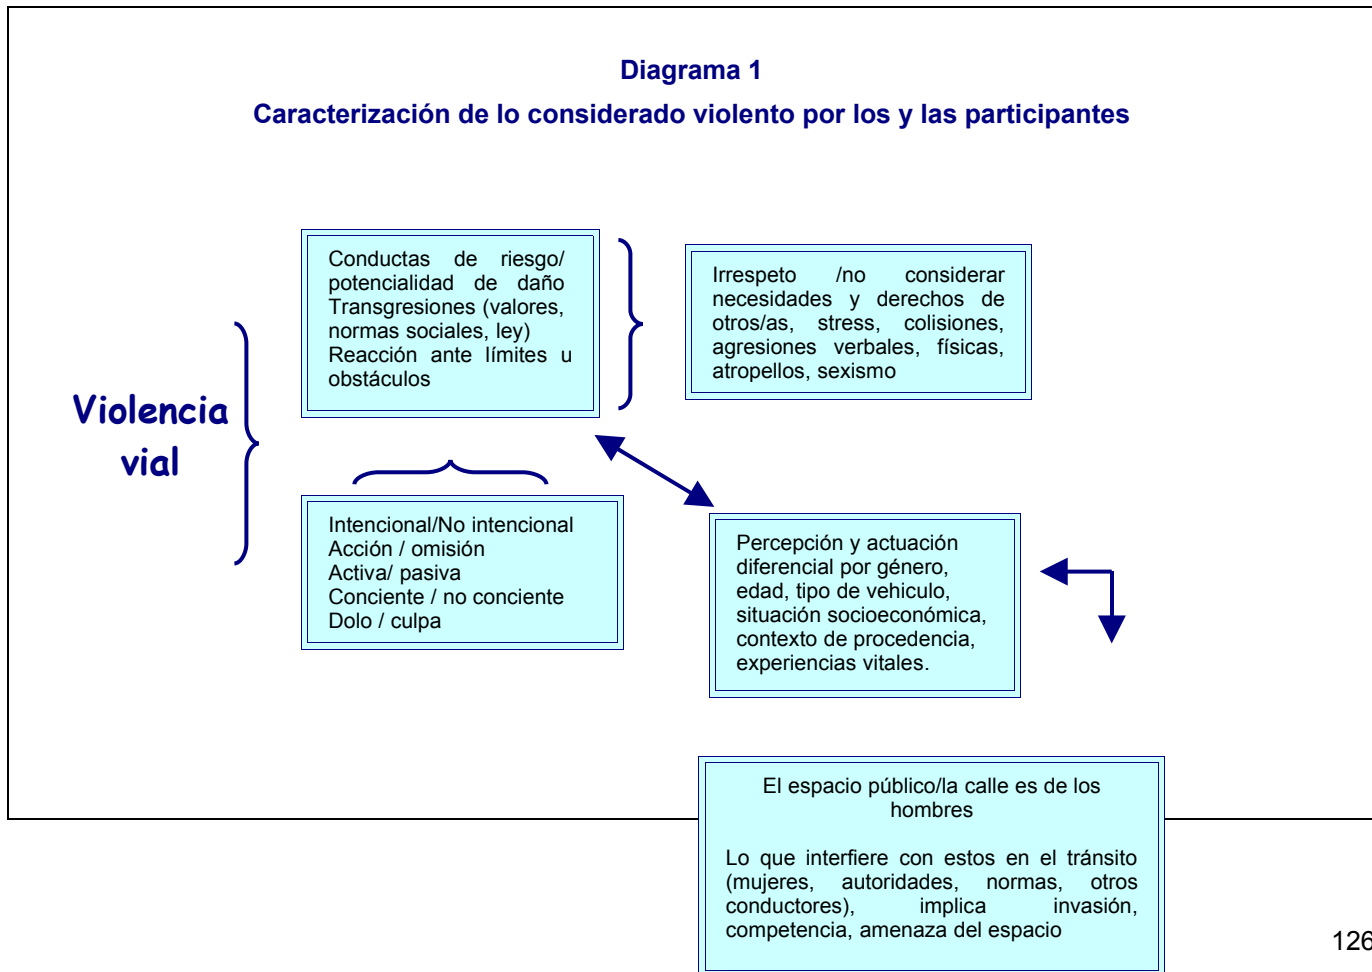 Diagrama 1
Caracterización de lo considerado violento por los y las participantes
Violencia
vial
Conductas de riesgo/
potencialidad de daño
Transgresiones (valores,
normas sociales, ley)
Reacción ante límites u
obstáculos
Irrespeto /no considerar
necesidades y derechos de
otros/as, stress, colisiones,
agresiones verbales, físicas,
atropellos, sexismo
Intencional/No intencional
Acción / omisión
Activa/ pasiva
Conciente / no conciente
Dolo / culpa
Percepción y actuación
diferencial por género,
edad, tipo de vehiculo,
situación socioeconómica,
contexto de procedencia,
experiencias vitales.
El espacio público/la calle es de los
hombres
Lo que interfiere con estos en el tránsito
(mujeres, autoridades, normas, otros
conductores), implica invasión,
competencia, amenaza del espacio
126